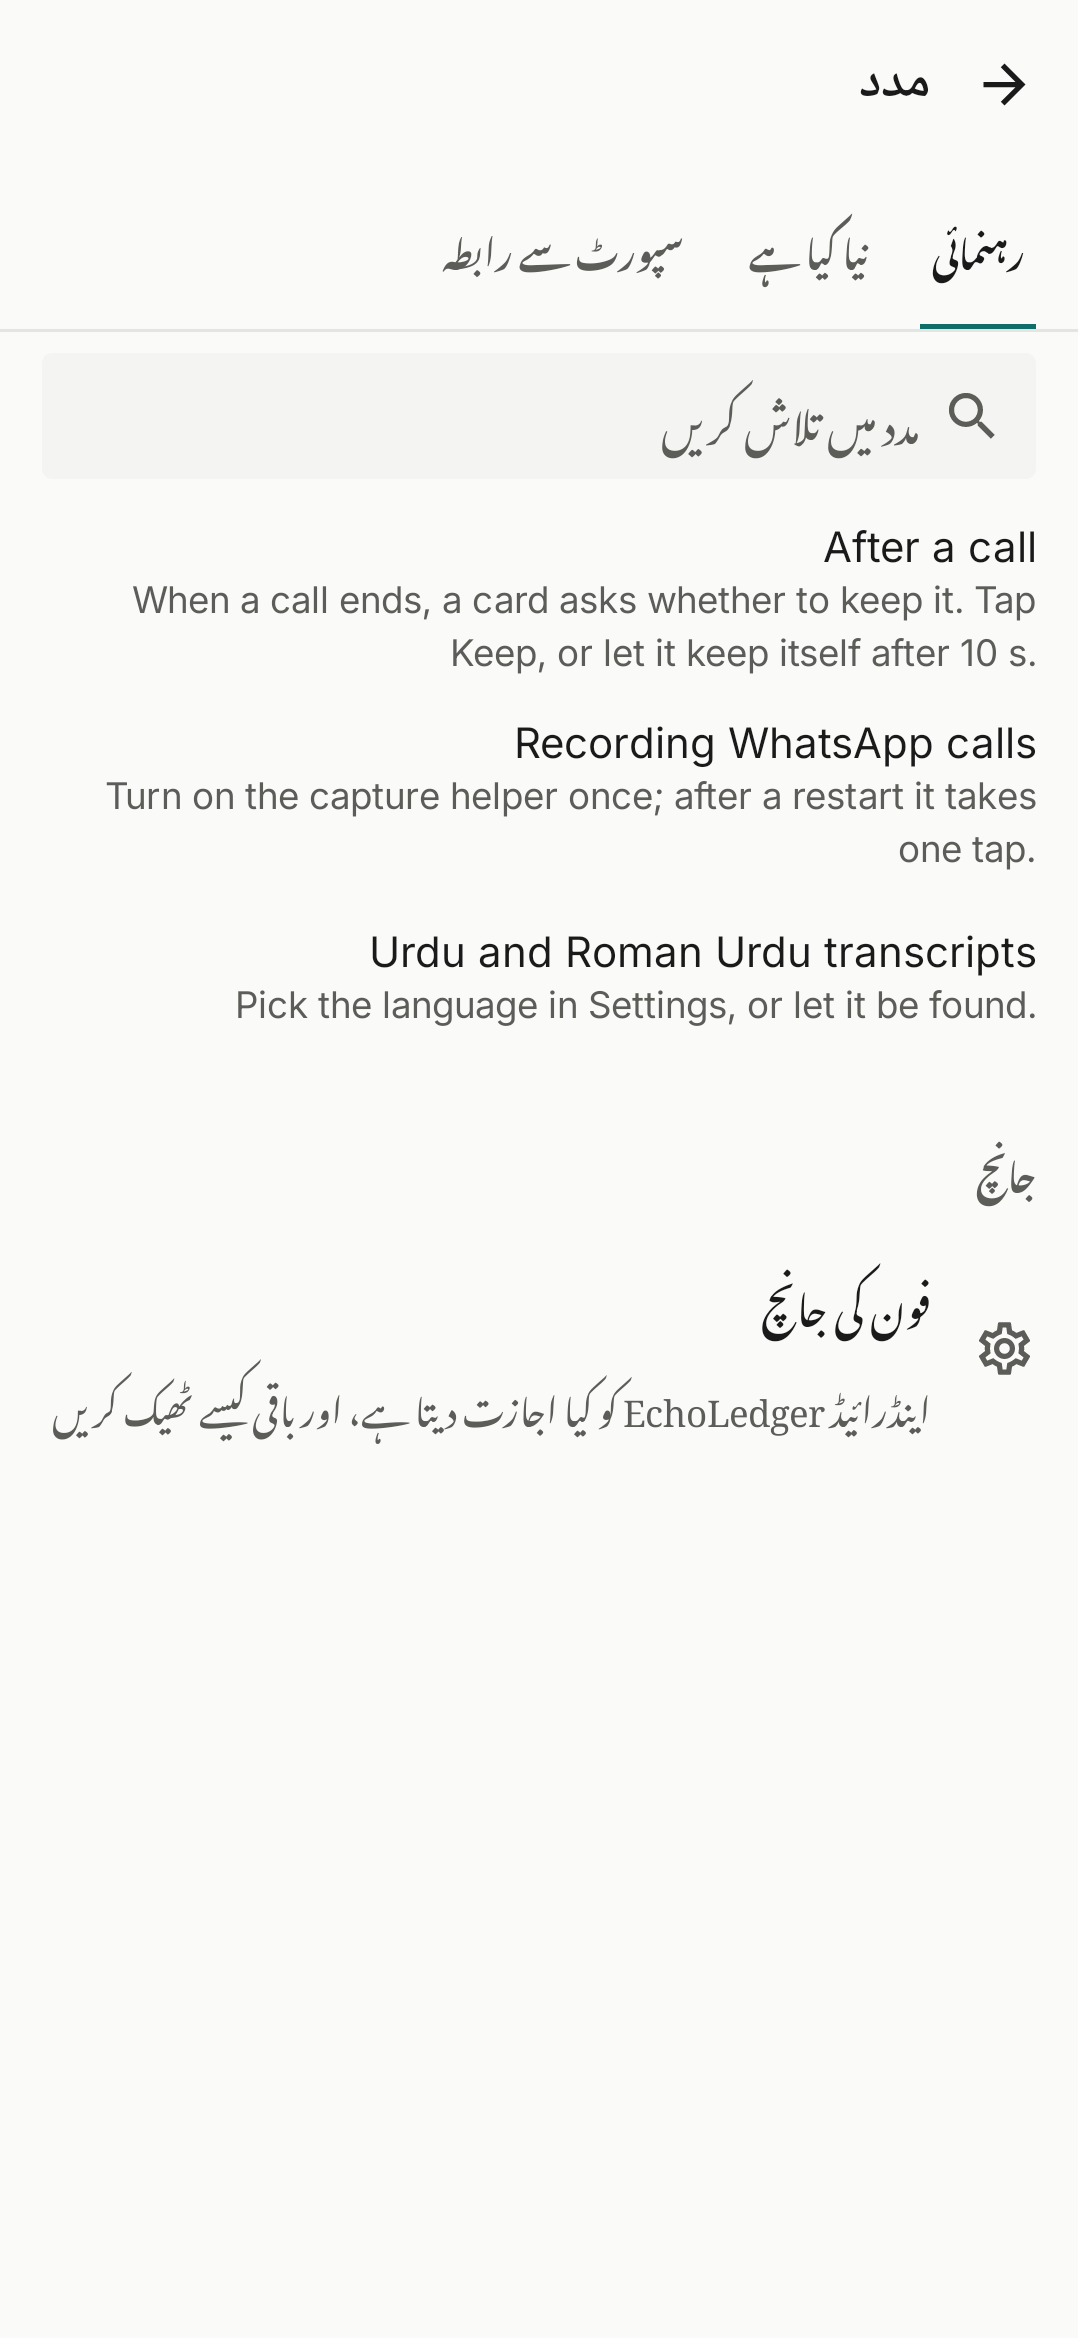 مدد
رہنمائی
نیا کیا ہے
سپورٹ سے رابطہ
مدد میں تلاش کریں
After a call
When a call ends, a card asks whether to keep it. Tap
Keep, or let it keep itself after 10 s.
Recording WhatsApp calls
Turn on the capture helper once; after a restart it takes
one tap.
Urdu and Roman Urdu transcripts
Pick the language in Settings, or let it be found.
جانچ
فون کی جانچ
اینڈرائیڈ EchoLedger کو کیا اجازت دیتا ہے، اور باقی کیسے ٹھیک کریں